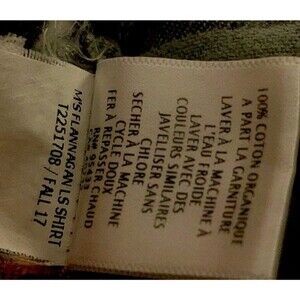 100% COTON ORGANIQUE
A PART LA GARNITURE
LAVER À LA MACHINE À
L'EAU FROIDE
LAVER AVEC DES
COULEURS SIMILAIRES
JAVELLISER SANS
CHLORE
SECHER À LA MACHINE
CYCLE DOUX
FER À REPASSER
CHAUD
M'S FLANNAGAN LS SHIRT
T2251708 / FALL 17